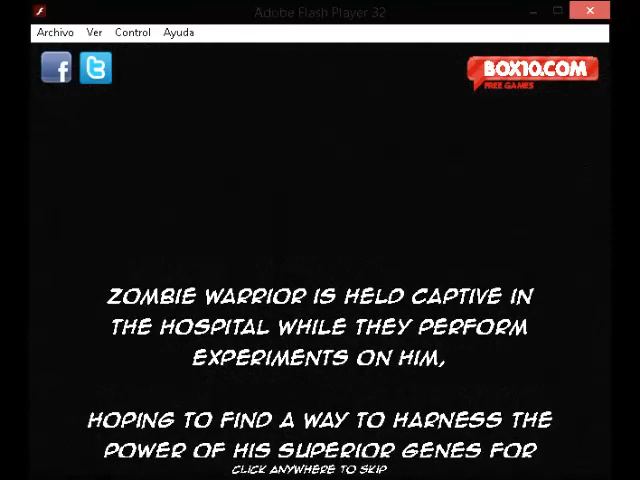 Adobe Flash Player 32
Archivo Ver Control Ayuda
BOX10.COM
FREE GAMES
ZOMBIE WARRIOR IS HELD CAPTIVE IN
THE HOSPITAL WHILE THEY PERFORM
EXPERIMENTS ON HIM,
HOPING TO FIND A WAY TO HARNESS THE
POWER OF HIS SUPERIOR GENES FOR
CLICK ANYWHERE TO SKIP